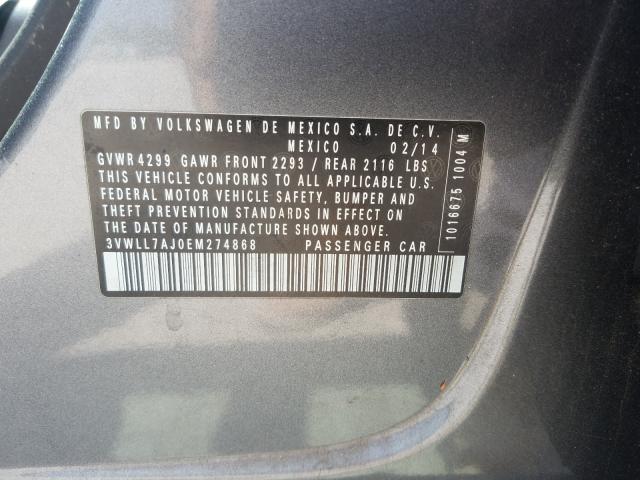 MFD BY VOLKSWAGEN DE MEXICO S.A. DE C.V.
MEXICO 02/14
GVWR 4299 GAWR FRONT 2293 / REAR 2116 LBS
THIS VEHICLE CONFORMS TO ALL APPLICABLE U.S.
FEDERAL MOTOR VEHICLE SAFETY, BUMPER AND
THEFT PREVENTION STANDARDS IN EFFECT ON
THE DATE OF MANUFACTURE SHOWN ABOVE.
3VWLL7AJ0EM274868 PASSENGER CAR
1016675 1004 M